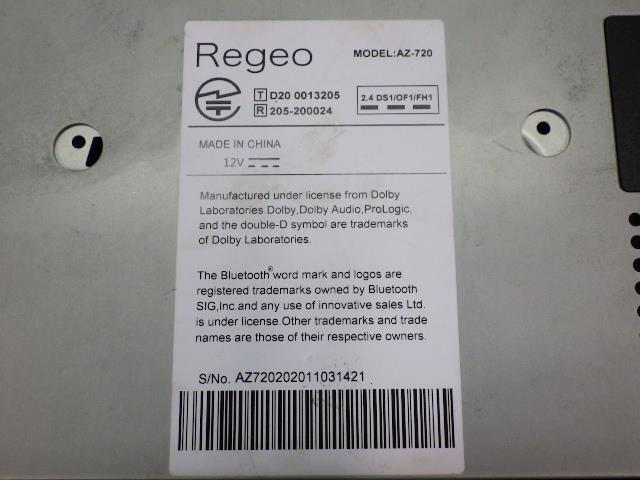 Regeo MODEL:AZ-720
T D20 0013205
R 205-200024
2.4 DS1/OF1/FH1
MADE IN CHINA
12V
Manufactured under license from Dolby
Laboratories Dolby,Dolby Audio,ProLogic,
and the double-D symbol are trademarks
of Dolby Laboratories.
The Bluetooth® word mark and logos are
registered trademarks owned by Bluetooth
SIG,Inc.and any use of innovative sales Ltd.
is under license.Other trademarks and trade
names are those of their respective owners.
S/No. AZ720202011031421